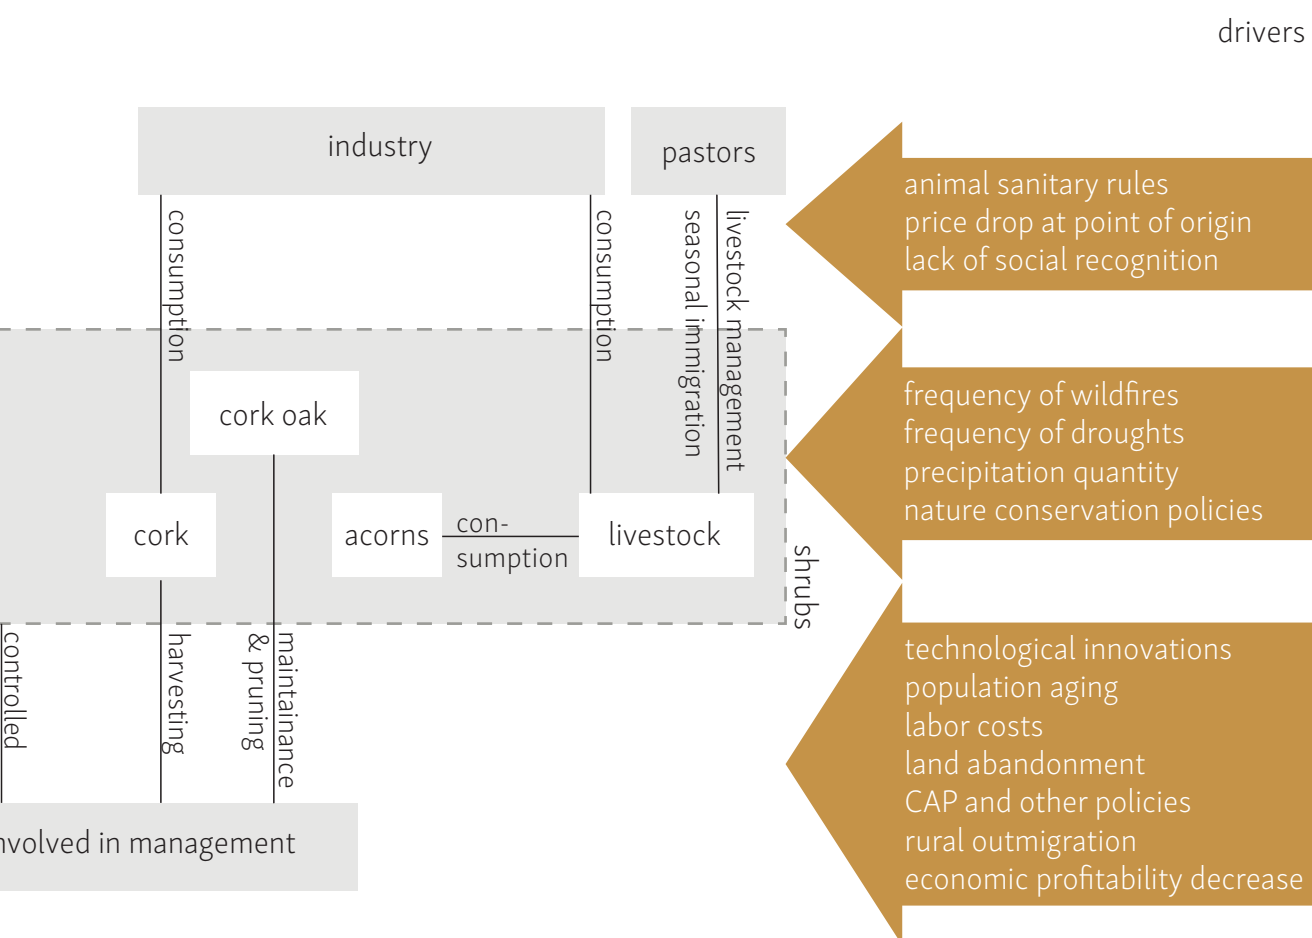 drivers
industry
pastors
consumption
consumption
seasonal immigration
livestock management
animal sanitary rules
price drop at point of origin
lack of social recognition
cork oak
frequency of wildfires
frequency of droughts
precipitation quantity
nature conservation policies
cork
acorns
con-
sumption
livestock
shrubs
controlled
harvesting
maintainance
& pruning
technological innovations
population aging
labor costs
land abandonment
CAP and other policies
rural outmigration
economic profitability decrease
nvolved in management